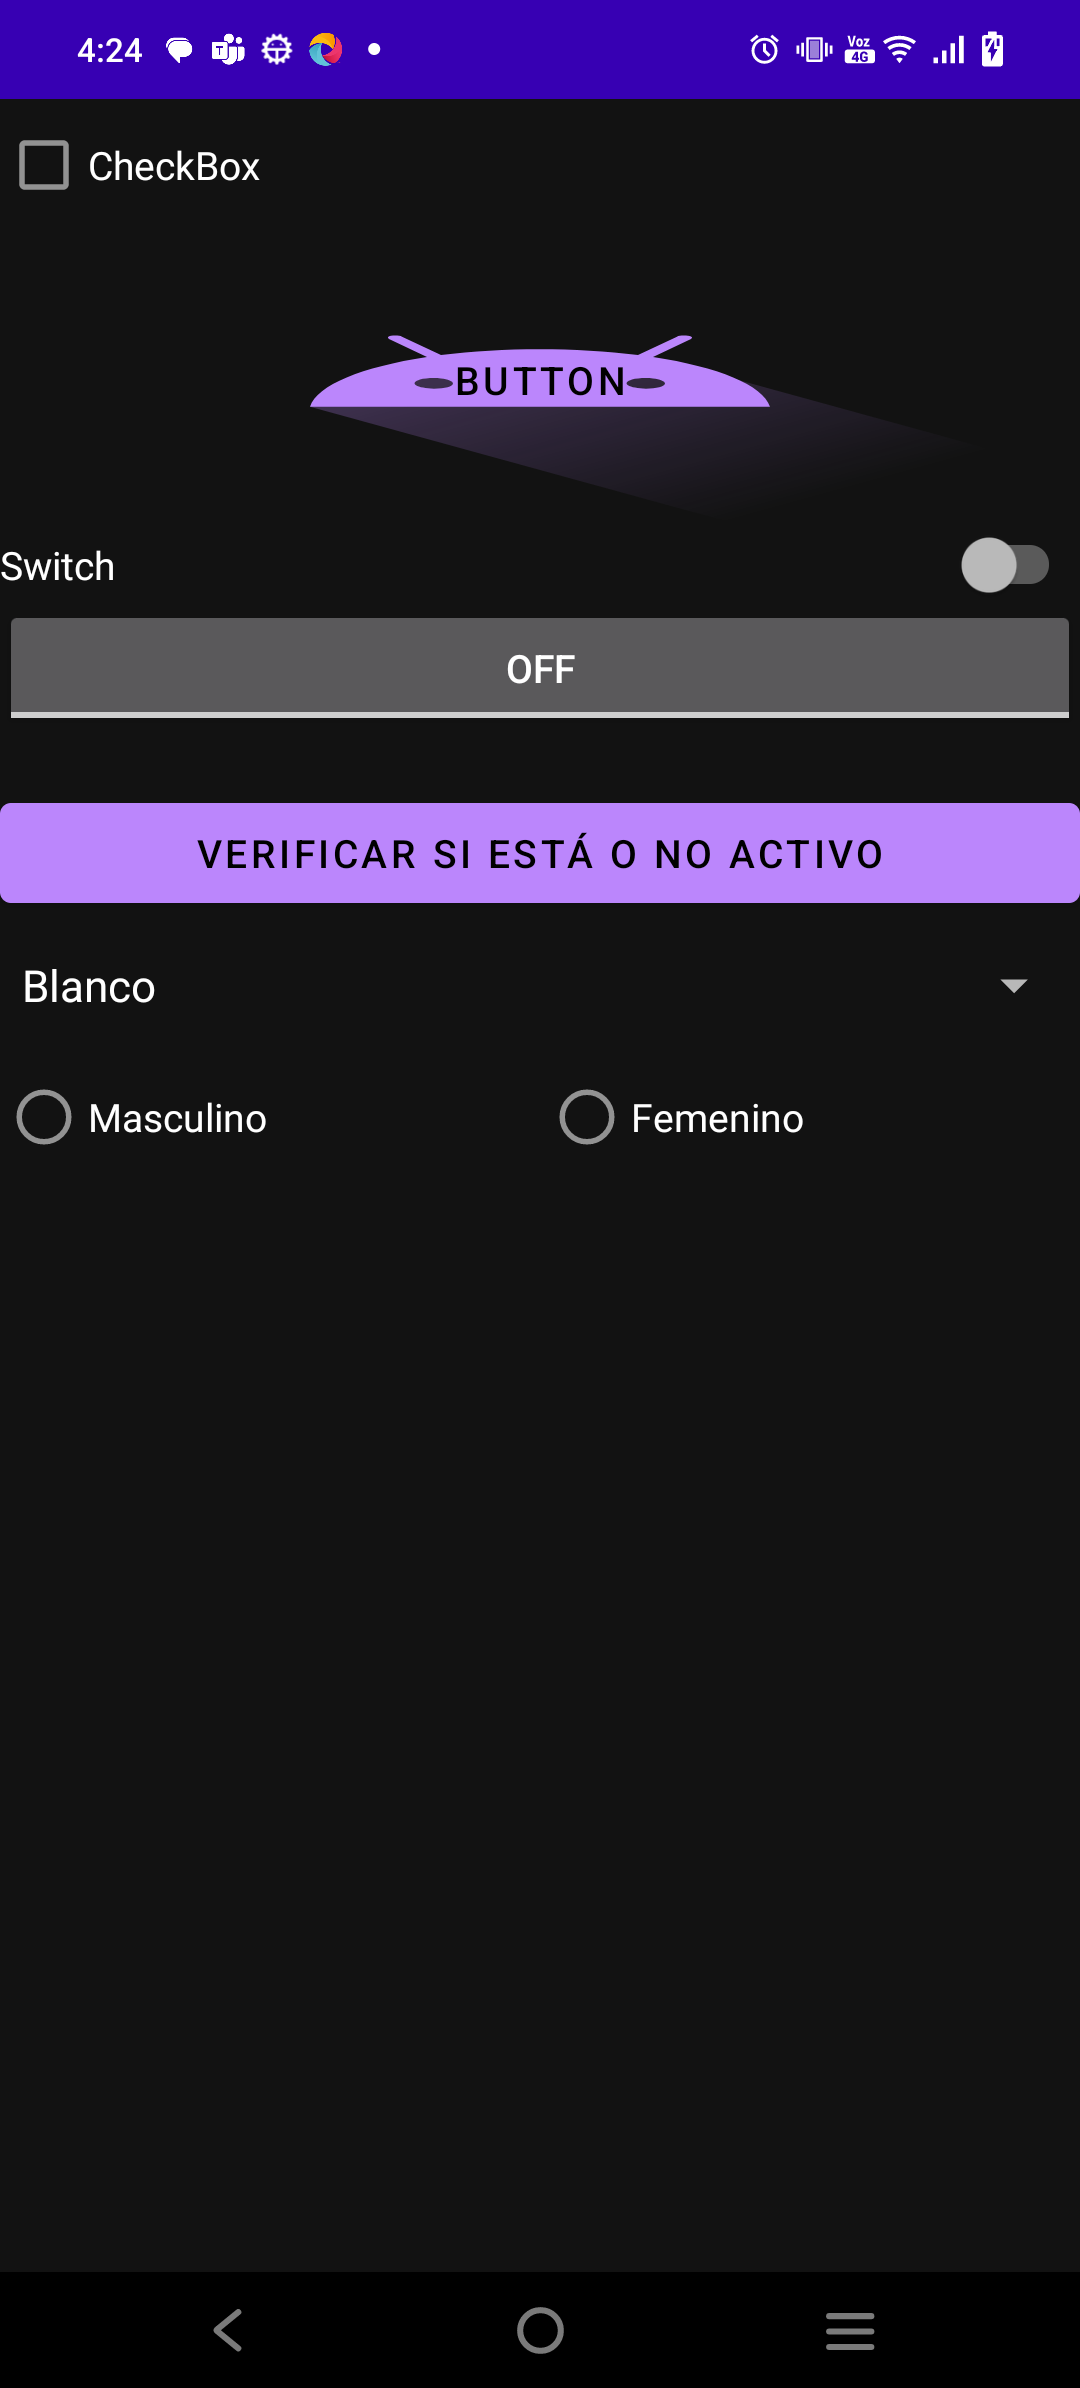 4:24
Voz
4G
CheckBox
BUTTON
Switch
OFF
VERIFICAR SI ESTÁ O NO ACTIVO
Blanco
Masculino
Femenino